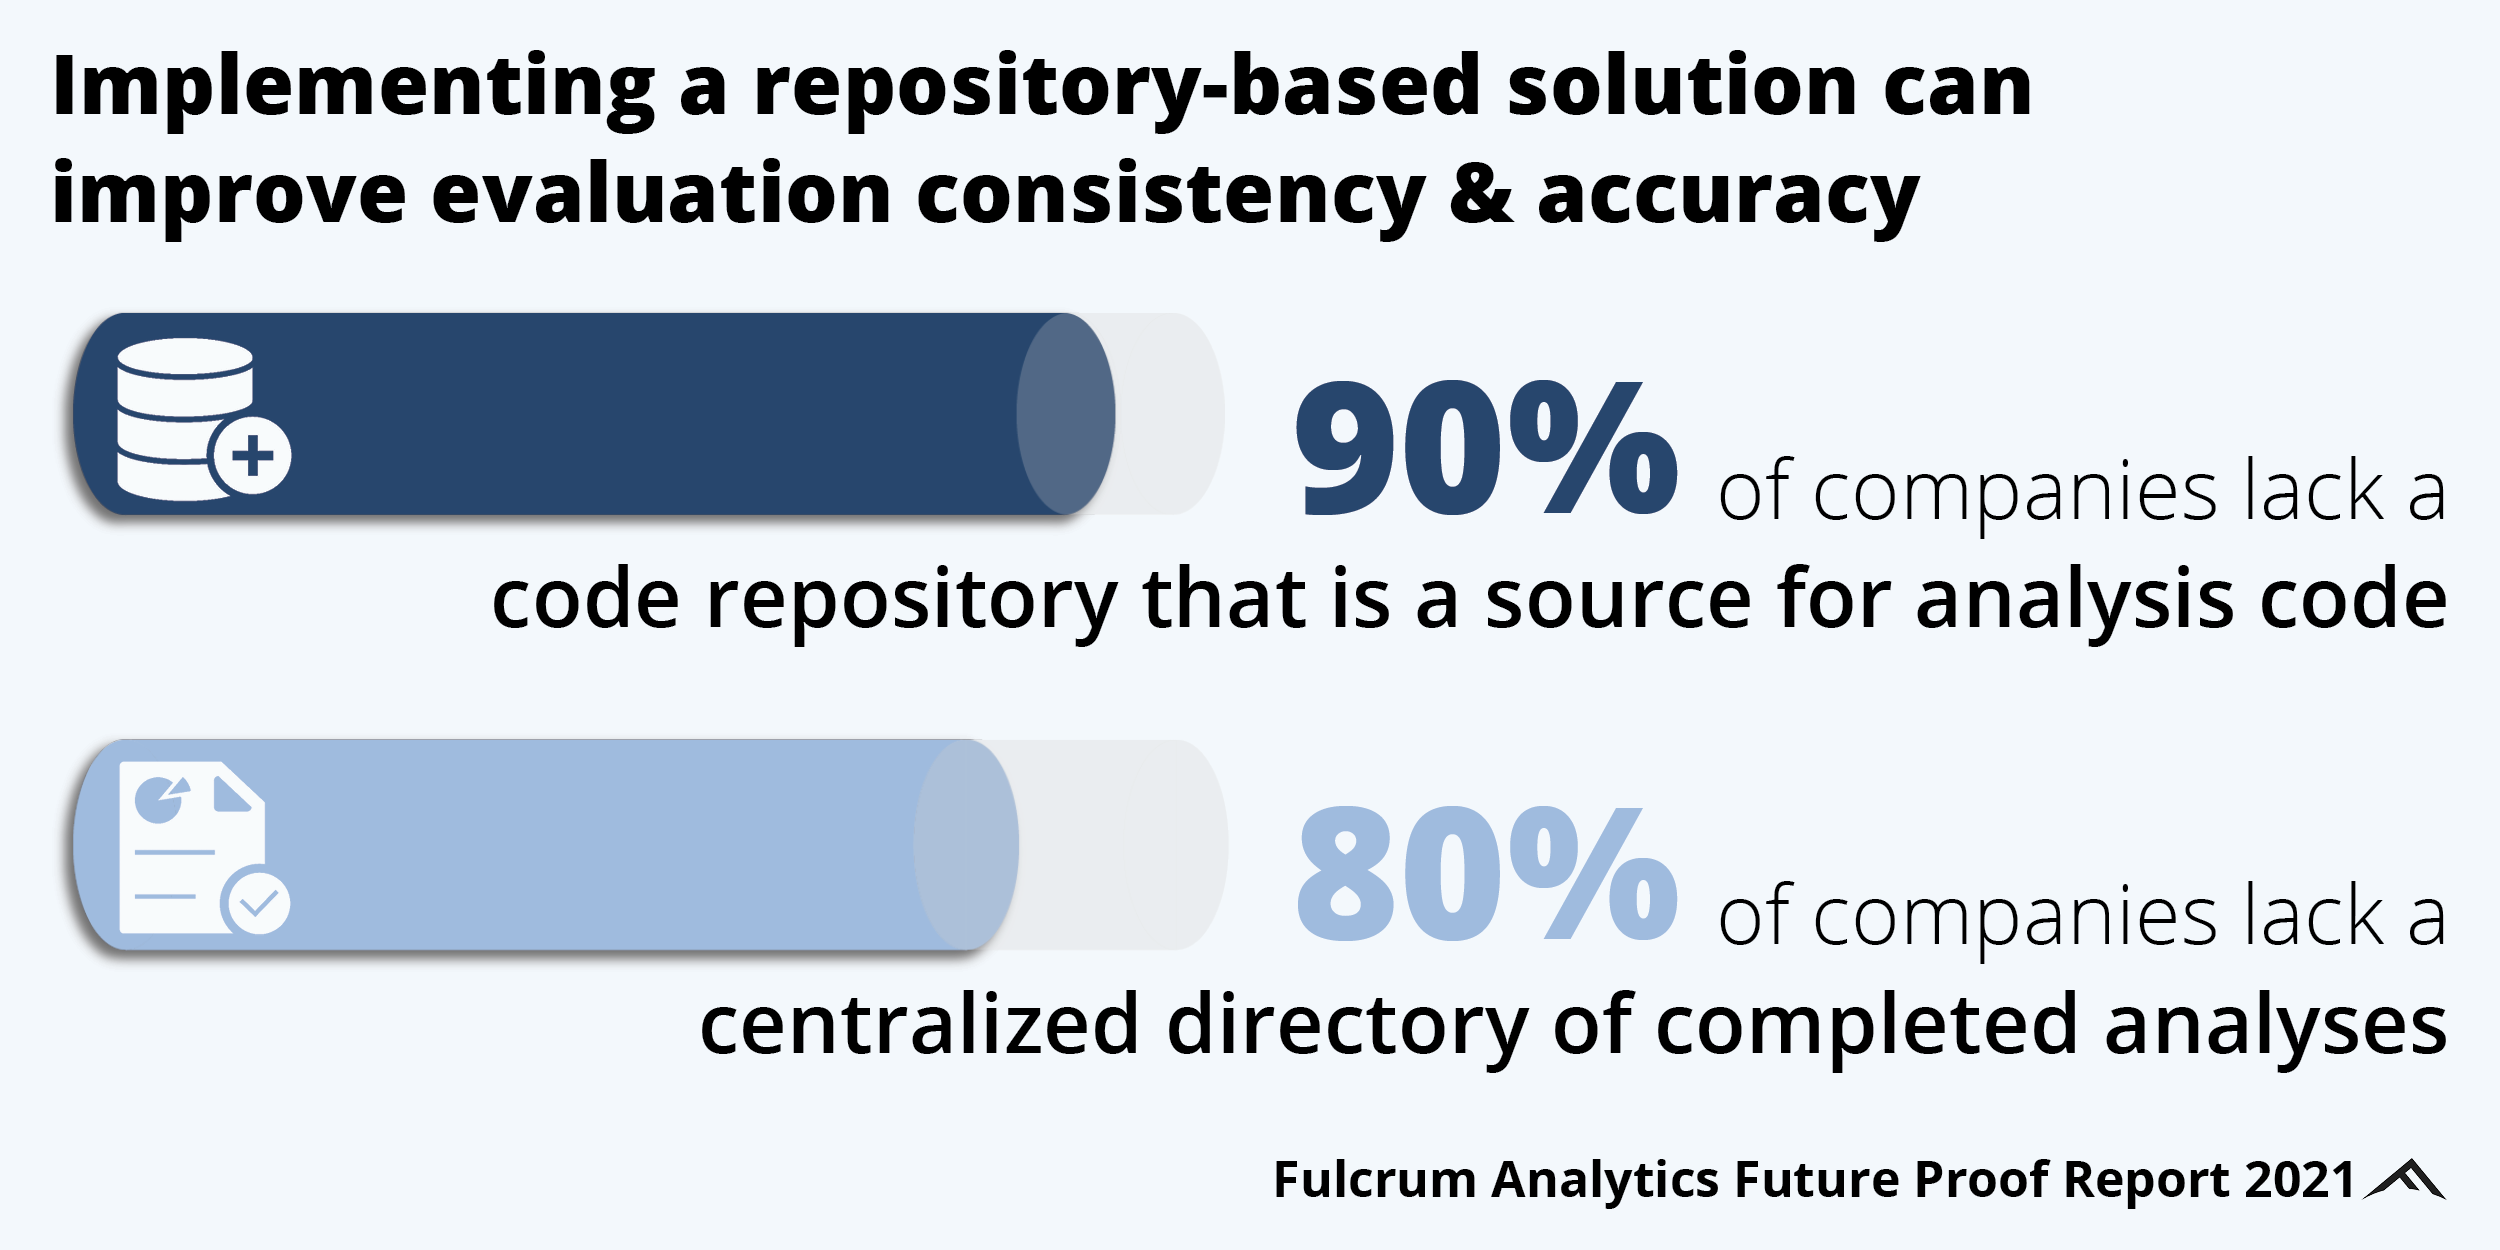 Implementing a repository-based solution can
improve evaluation consistency & accuracy
90% of companies lack a
code repository that is a source for analysis code
80% of companies lack a
centralized directory of completed analyses
Fulcrum Analytics Future Proof Report 2021